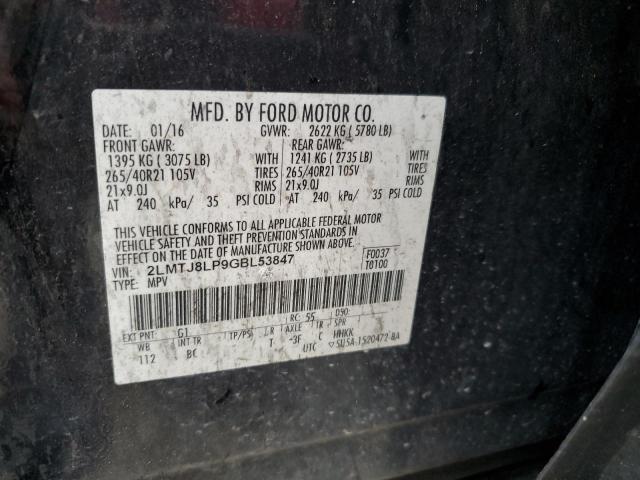 MFD. BY FORD MOTOR CO.
DATE: 01/16 GVWR: 2622 KG ( 5780 LB)
FRONT GAWR: REAR GAWR:
1395 KG ( 3075 LB) WITH 1241 KG ( 2735 LB) WITH
265/40R21 105V TIRES 265/40R21 105V TIRES
21x9.0J RIMS 21x9.0J RIMS
AT 240 kPa/ 35 PSI COLD AT 240 kPa/ 35 PSI COLD
THIS VEHICLE CONFORMS TO ALL APPLICABLE FEDERAL MOTOR
VEHICLE SAFETY AND THEFT PREVENTION STANDARDS IN
EFFECT ON THE DATE OF MANUFACTURE SHOWN ABOVE.
VIN: 2LMTJ8LP9GBL53847 F0037
TYPE: MPV T0100
RC: 55 DSO:
EXT PNT: G1
WB INT TR TP/PS R AXLE TR SPR
112 BC T -3F C HHKK
UTC SU5A-1520472-BA